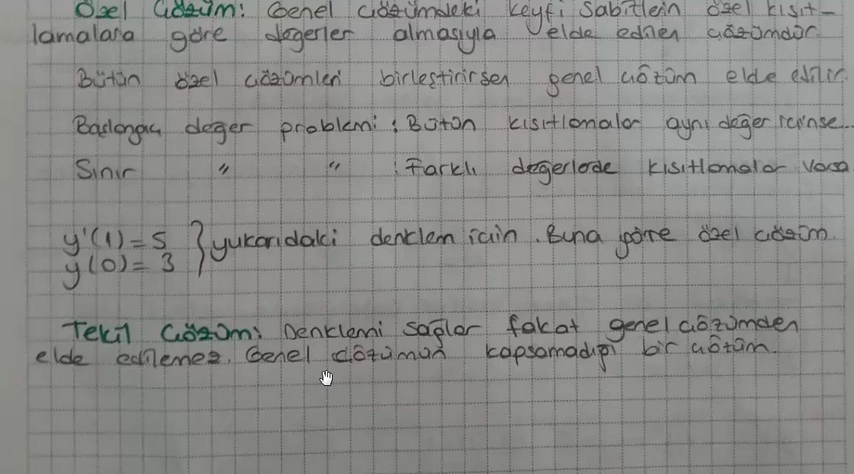 Özel Çözüm: Genel çözümdeki keyfi sabitlerin özel kısıt-
lamalara göre değerler almasıyla elde edilen çözümdür
Bütün özel çözümleri birleştirirsen genel çözüm elde edilir.
Başlangıç değer problemi : Bütün kısıtlamalar aynı değer içinse...
Sınır " " : Farklı değerlerde kısıtlamalar varsa
y'(1) = 5 } yukarıdaki denklem için. Buna göre özel çözüm.
y(0) = 3
Tekil Çözüm: Denklemi sağlar fakat genel çözümden
elde edilemez. Genel çözümün kapsamadığı bir çözüm.